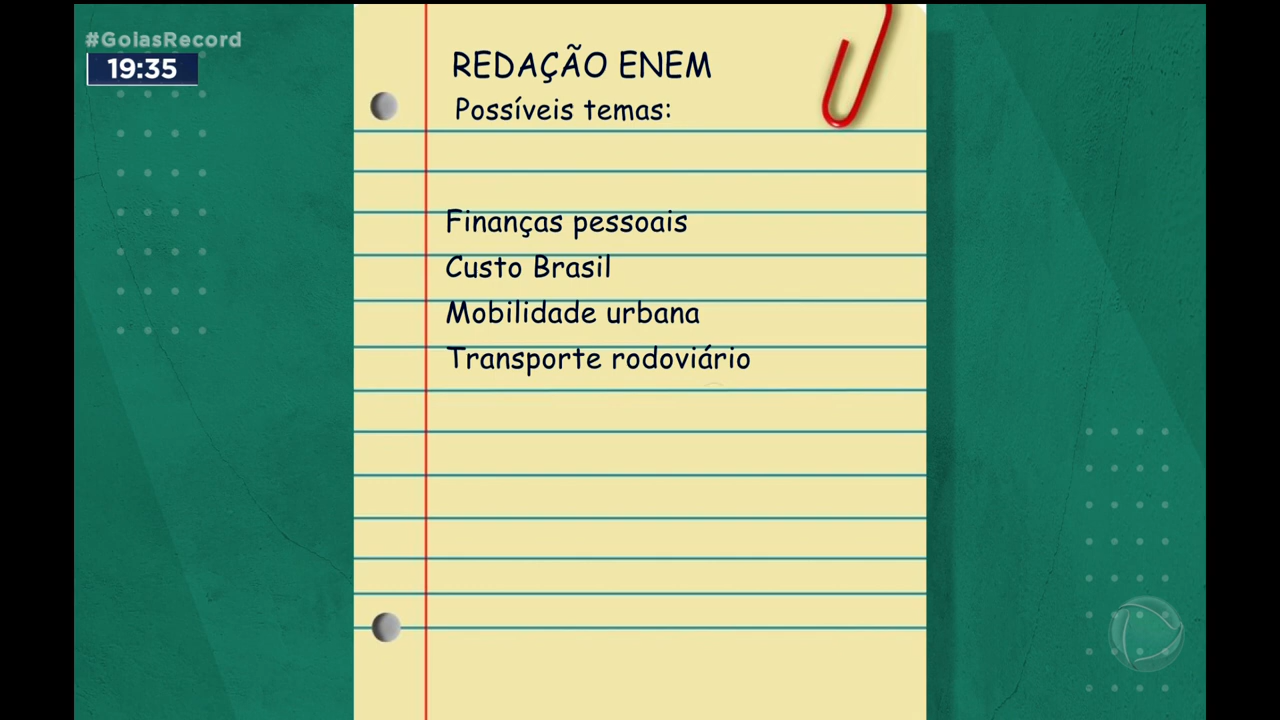 #GoiasRecord
19:35
REDAÇÃO ENEM
Possíveis temas:
Finanças pessoais
Custo Brasil
Mobilidade urbana
Transporte rodoviário